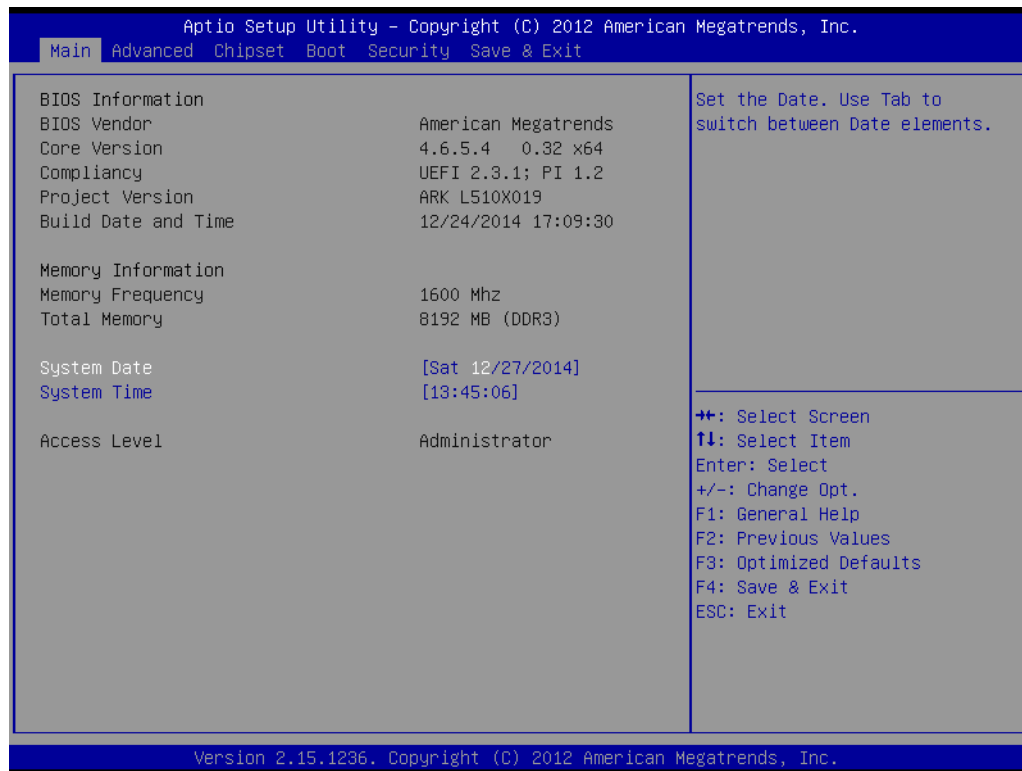 Aptio Setup Utility – Copyright (C) 2012 American Megatrends, Inc.
Main Advanced Chipset Boot Security Save & Exit
BIOS Information
BIOS Vendor American Megatrends
Core Version 4.6.5.4 0.32 x64
Compliancy UEFI 2.3.1; PI 1.2
Project Version ARK L510X019
Build Date and Time 12/24/2014 17:09:30
Memory Information
Memory Frequency 1600 Mhz
Total Memory 8192 MB (DDR3)
System Date [Sat 12/27/2014]
System Time [13:45:06]
Access Level Administrator
Set the Date. Use Tab to
switch between Date elements.
→←: Select Screen
↑↓: Select Item
Enter: Select
+/-: Change Opt.
F1: General Help
F2: Previous Values
F3: Optimized Defaults
F4: Save & Exit
ESC: Exit
Version 2.15.1236. Copyright (C) 2012 American Megatrends, Inc.